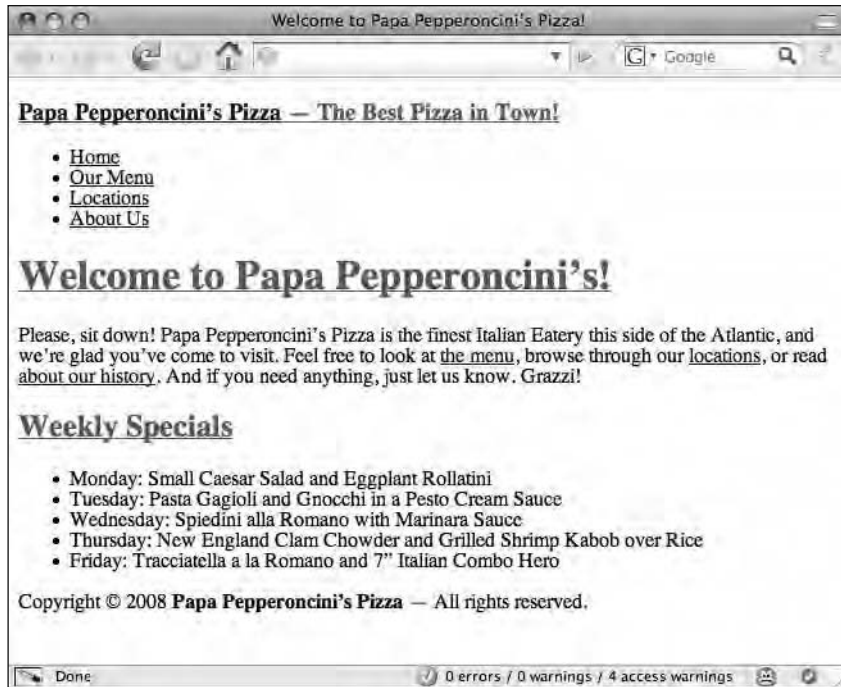 Welcome to Papa Pepperoncini's Pizza!
G Google
Papa Pepperoncini's Pizza — The Best Pizza in Town!
• Home
• Our Menu
• Locations
• About Us
Welcome to Papa Pepperoncini's!
Please, sit down! Papa Pepperoncini's Pizza is the finest Italian Eatery this side of the Atlantic, and
we're glad you've come to visit. Feel free to look at the menu, browse through our locations, or read
about our history. And if you need anything, just let us know. Grazzi!
Weekly Specials
• Monday: Small Caesar Salad and Eggplant Rollatini
• Tuesday: Pasta Gagioli and Gnocchi in a Pesto Cream Sauce
• Wednesday: Spiedini alla Romano with Marinara Sauce
• Thursday: New England Clam Chowder and Grilled Shrimp Kabob over Rice
• Friday: Tracciatella a la Romano and 7” Italian Combo Hero
Copyright © 2008 Papa Pepperoncini's Pizza — All rights reserved.
Done
0 errors / 0 warnings / 4 access warnings